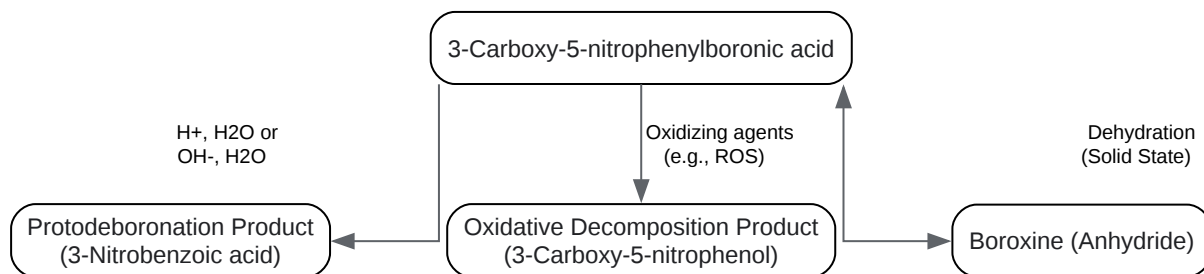 3-Carboxy-5-nitrophenylboronic acid
H+, H2O or
OH-, H2O
Oxidizing agents
(e.g., ROS)
Dehydration
(Solid State)
Protodeboronation Product
(3-Nitrobenzoic acid)
Oxidative Decomposition Product
(3-Carboxy-5-nitrophenol)
Boroxine (Anhydride)